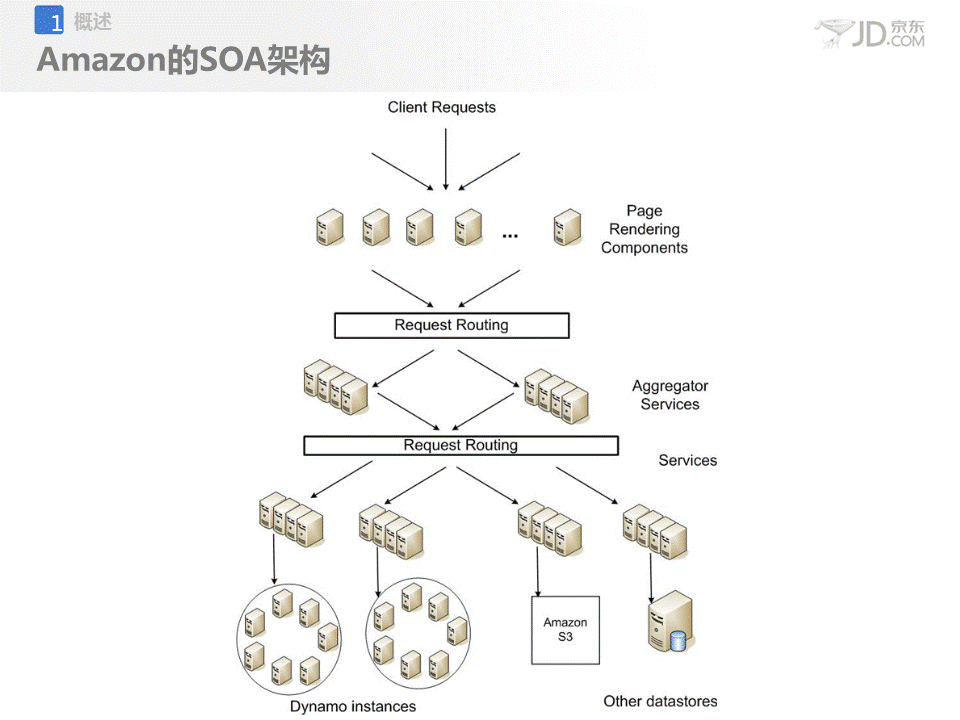 1 概述
JD 京东
.COM
Amazon的SOA架构
Client Requests
Page
Rendering
Components
...
Request Routing
Aggregator
Services
Request Routing
Services
Amazon
S3
Dynamo instances
Other datastores